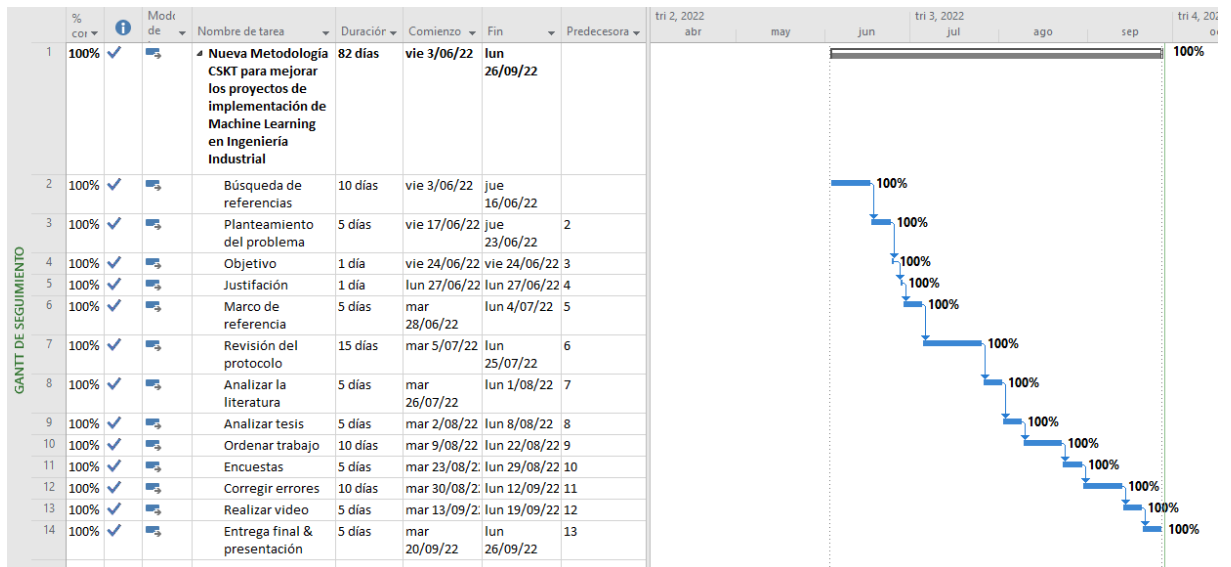 tri 2, 2022 tri 3, 2022 tri 4, 202
% Modo
cor de Nombre de tarea Duración Comienzo Fin Predecesora abr may jun jul ago sep
1 100% Nueva Metodología 82 días vie 3/06/22 lun 100%
CSKT para mejorar 26/09/22
los proyectos de
implementación de
Machine Learning
en Ingeniería
Industrial
2 100% Búsqueda de 10 días vie 3/06/22 jue 100%
referencias 16/06/22
3 100% Planteamiento 5 días vie 17/06/22 jue 2 100%
del problema 23/06/22
4 100% Objetivo 1 día vie 24/06/22 vie 24/06/22 3 100%
5 100% Justifación 1 día lun 27/06/22 lun 27/06/22 4 100%
6 100% Marco de 5 días mar lun 4/07/22 5 100%
referencia 28/06/22
7 100% Revisión del 15 días mar 5/07/22 lun 6 100%
protocolo 25/07/22
8 100% Analizar la 5 días mar lun 1/08/22 7 100%
literatura 26/07/22
9 100% Analizar tesis 5 días mar 2/08/22 lun 8/08/22 8 100%
10 100% Ordenar trabajo 10 días mar 9/08/22 lun 22/08/22 9 100%
11 100% Encuestas 5 días mar 23/08/22 lun 29/08/22 10 100%
12 100% Corregir errores 10 días mar 30/08/22 lun 12/09/22 11 100%
13 100% Realizar video 5 días mar 13/09/22 lun 19/09/22 12 100%
14 100% Entrega final & 5 días mar lun 13 100%
presentación 20/09/22 26/09/22
GANTT DE SEGUIMIENTO